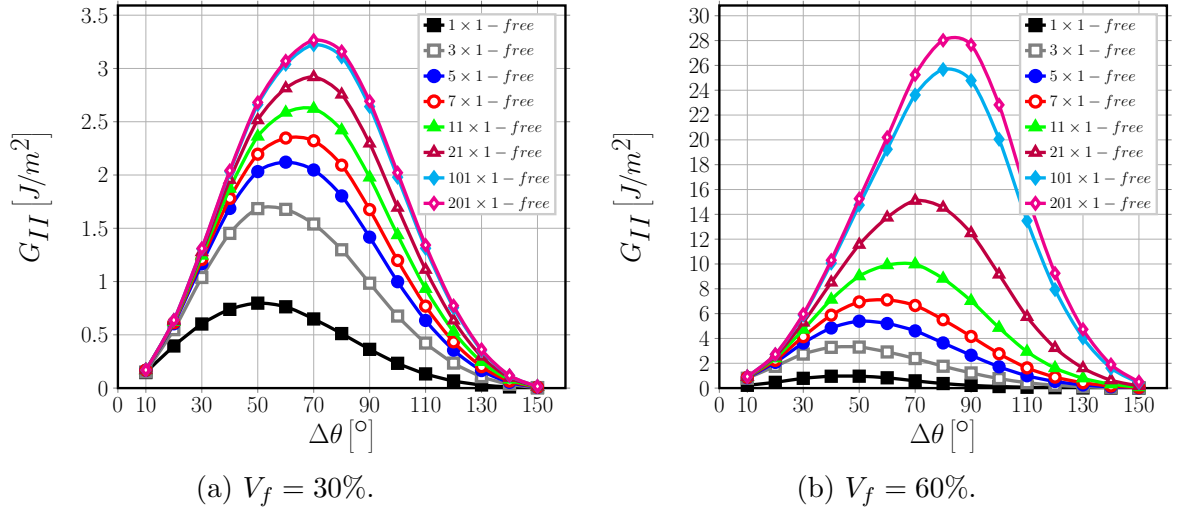 3.5
3
2.5
2
1.5
1
0.5
0
0 10 30 50 70 90 110 130 150
G_{II} [J/m^2]
Δθ [°]
1 × 1 − free
3 × 1 − free
5 × 1 − free
7 × 1 − free
11 × 1 − free
21 × 1 − free
101 × 1 − free
201 × 1 − free
(a) V_f = 30%.
30
28
26
24
22
20
18
16
14
12
10
8
6
4
2
0
0 10 30 50 70 90 110 130 150
G_{II} [J/m^2]
Δθ [°]
1 × 1 − free
3 × 1 − free
5 × 1 − free
7 × 1 − free
11 × 1 − free
21 × 1 − free
101 × 1 − free
201 × 1 − free
(b) V_f = 60%.